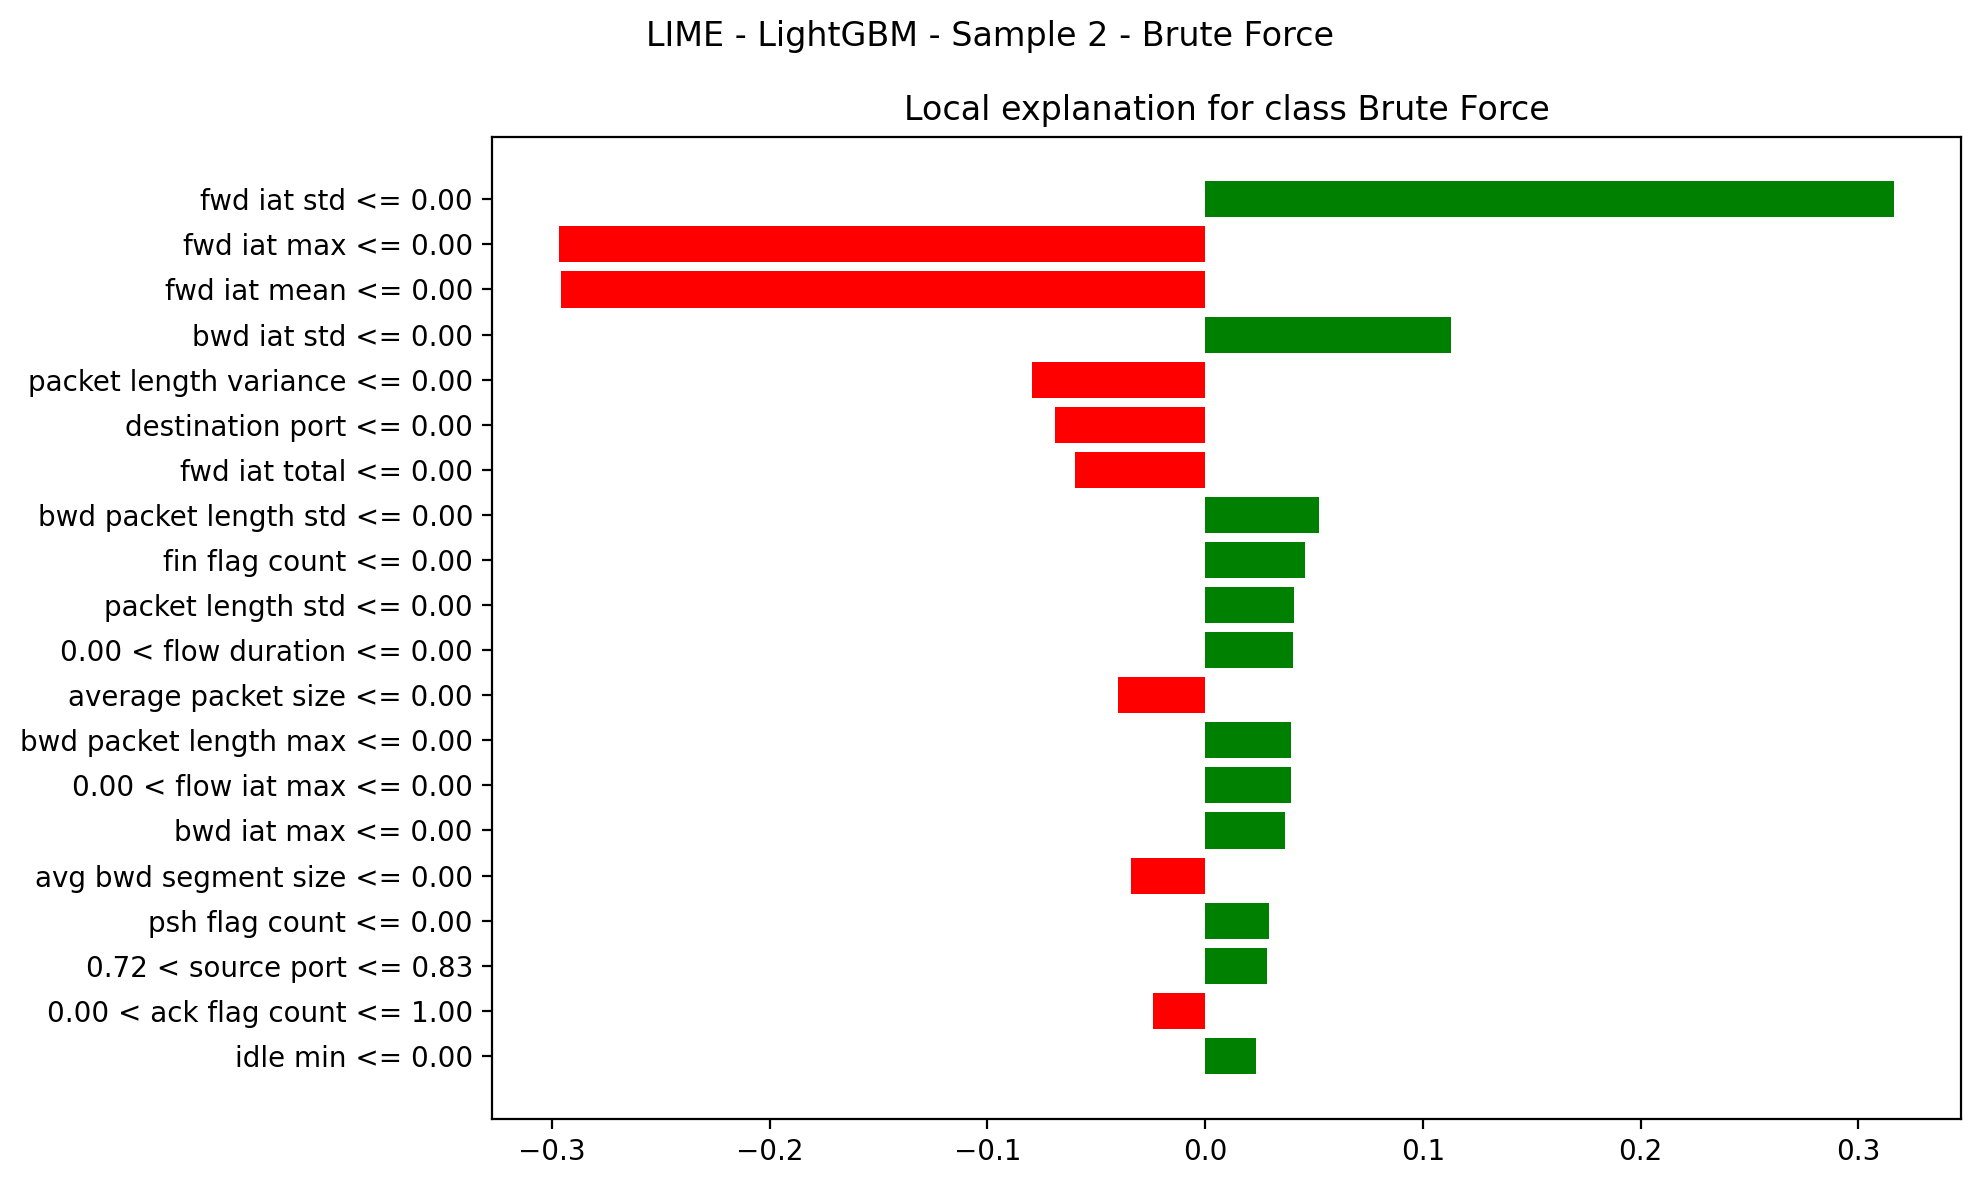 LIME - LightGBM - Sample 2 - Brute Force
Local explanation for class Brute Force
fwd iat std <= 0.00
fwd iat max <= 0.00
fwd iat mean <= 0.00
bwd iat std <= 0.00
packet length variance <= 0.00
destination port <= 0.00
fwd iat total <= 0.00
bwd packet length std <= 0.00
fin flag count <= 0.00
packet length std <= 0.00
0.00 < flow duration <= 0.00
average packet size <= 0.00
bwd packet length max <= 0.00
0.00 < flow iat max <= 0.00
bwd iat max <= 0.00
avg bwd segment size <= 0.00
psh flag count <= 0.00
0.72 < source port <= 0.83
0.00 < ack flag count <= 1.00
idle min <= 0.00
−0.3 −0.2 −0.1 0.0 0.1 0.2 0.3